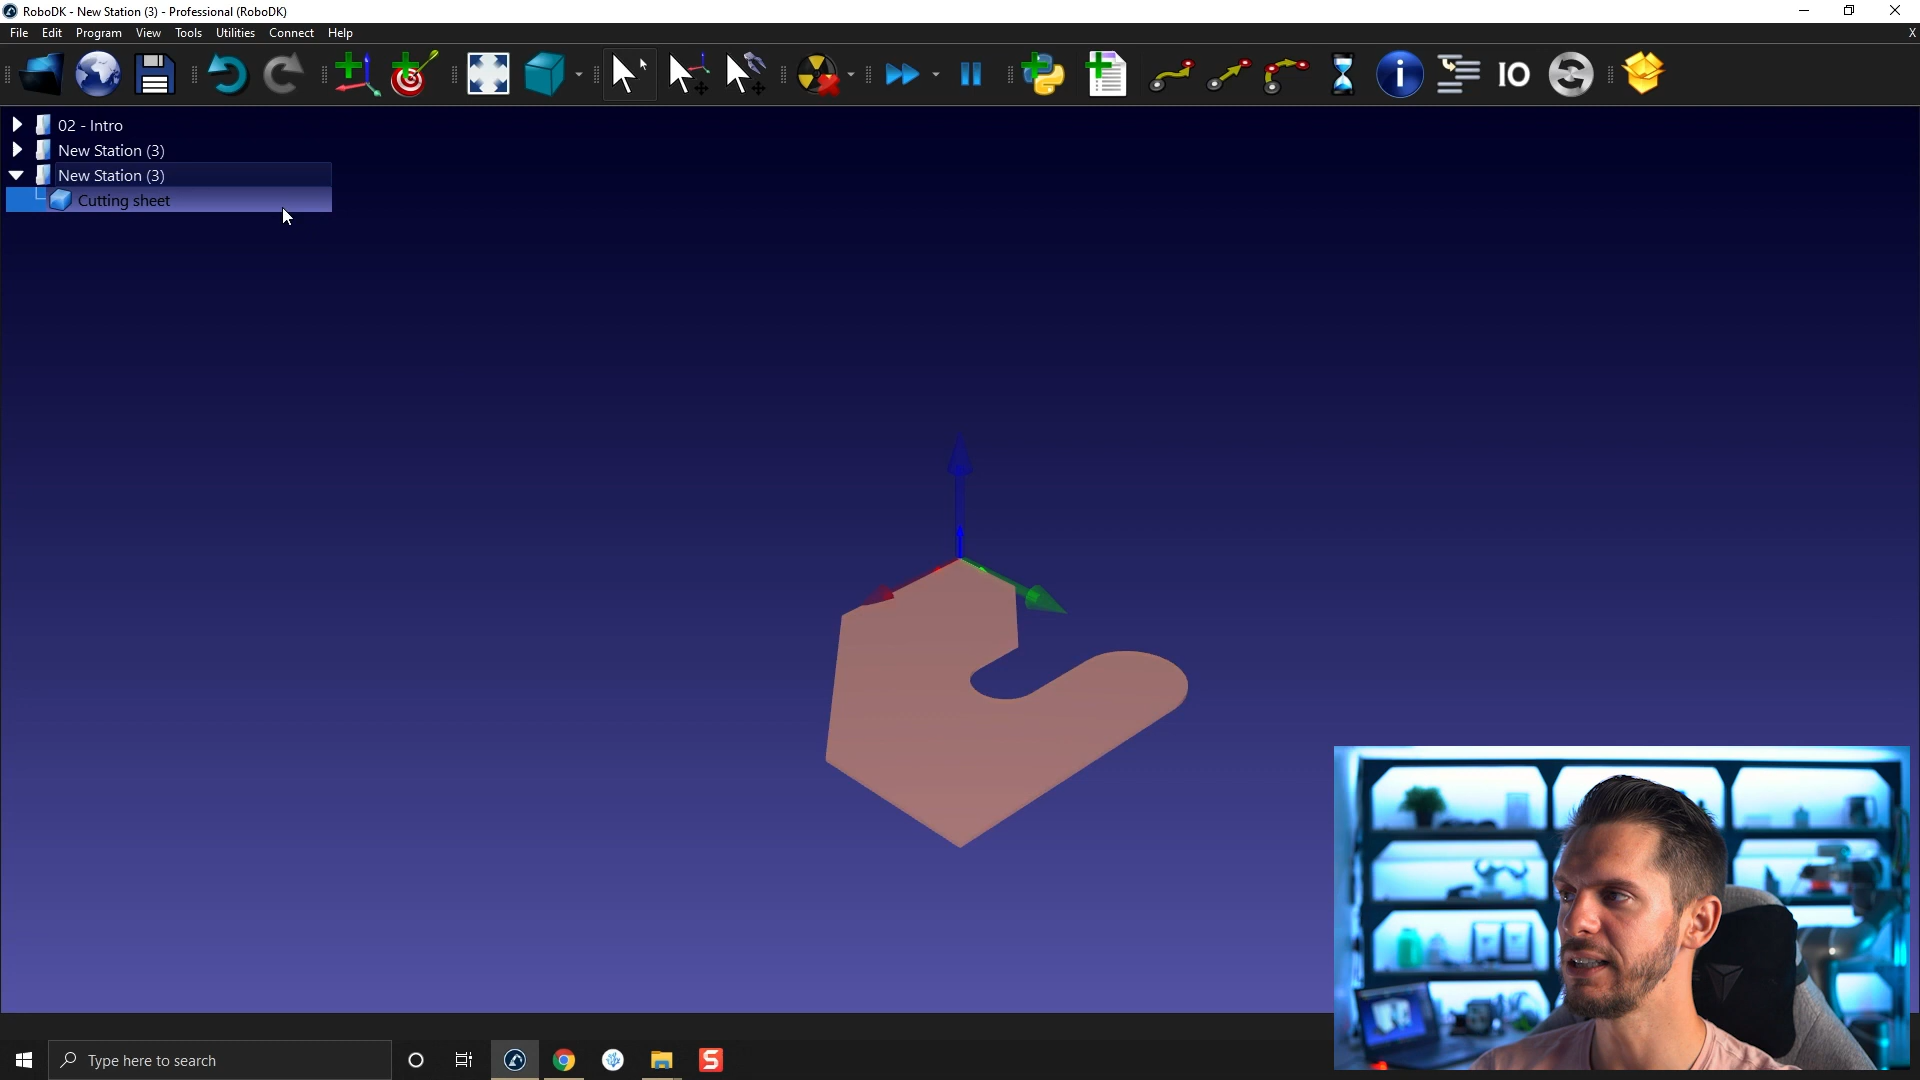 RoboDK - New Station (3) - Professional (RoboDK)
File Edit Program View Tools Utilities Connect Help
X
IO
02 - Intro
New Station (3)
New Station (3)
Cutting sheet
Type here to search
S